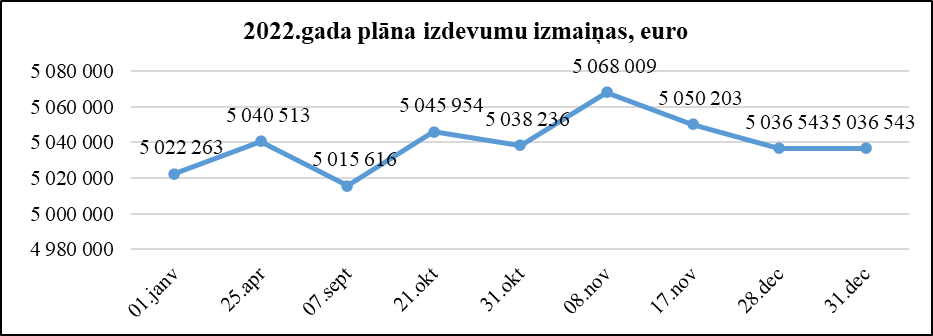 2022.gada plāna izdevumu izmaiņas, euro
5 080 000
5 060 000
5 040 000
5 020 000
5 000 000
4 980 000
5 022 263
5 040 513
5 015 616
5 045 954
5 038 236
5 068 009
5 050 203
5 036 543
5 036 543
01.janv
25.apr
07.sept
21.okt
31.okt
08.nov
17.nov
28.dec
31.dec